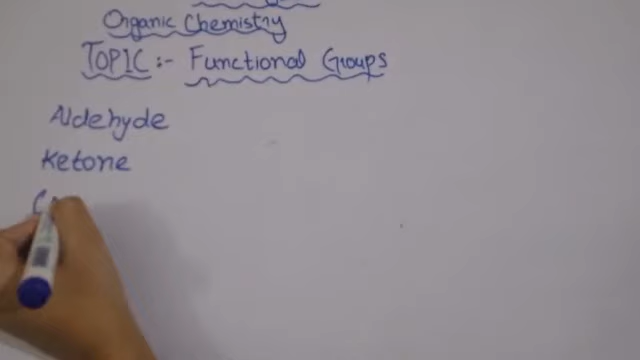 Organic Chemistry
TOPIC :- Functional Groups
Aldehyde
Ketone